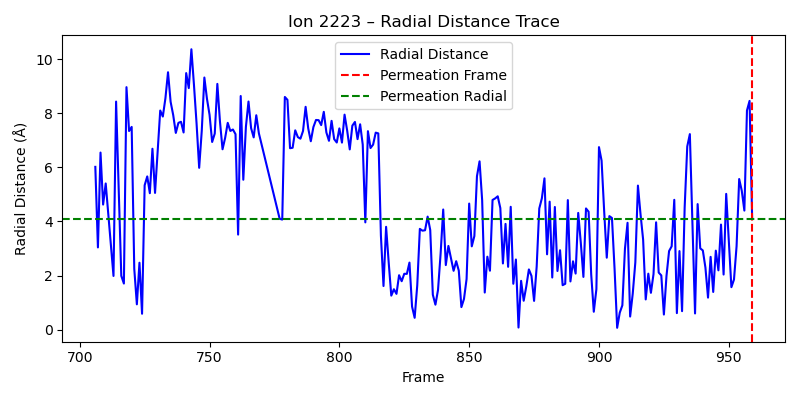 Ion 2223 – Radial Distance Trace
Radial Distance
Permeation Frame
Permeation Radial
Radial Distance (Å)
10
8
6
4
2
0
700
750
800
850
900
950
Frame